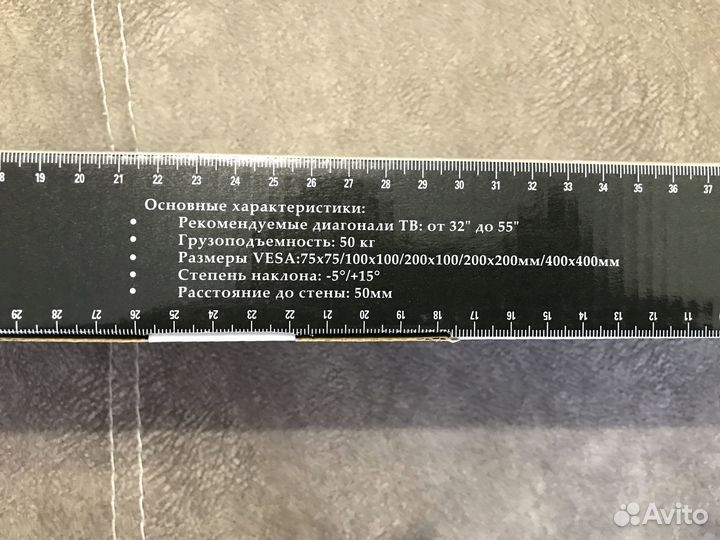 18 19 20 21 22 23 24 25 26 27 28 29 30 31 32 33 34 35 36 37
Основные характеристики:
• Рекомендуемые диагонали ТВ: от 32" до 55"
• Грузоподъемность: 50 кг
• Размеры VESA:75x75/100x100/200x100/200x200мм/400x400мм
• Степень наклона: -5°/+15°
• Расстояние до стены: 50мм
29 28 27 26 25 24 23 22 21 20 19 18 17 16 15 14 13 12 11
Avito